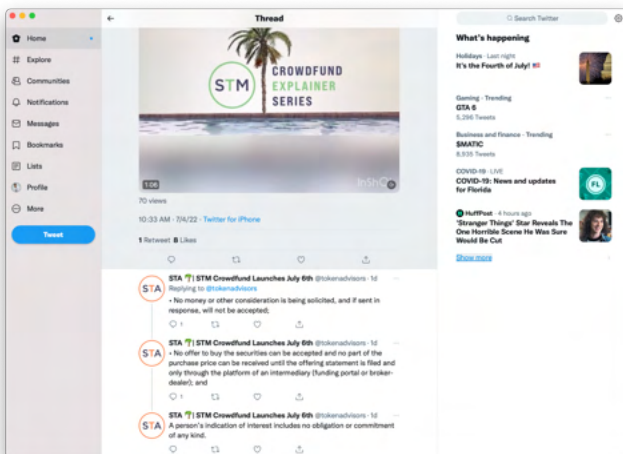 Thread
Search Twitter
Home
Explore
Communities
Notifications
Messages
Bookmarks
Lists
Profile
More
Tweet
STM
CROWDFUND
EXPLAINER
SERIES
1:06
InShO
70 views
10:33 AM · 7/4/22 · Twitter for iPhone
1 Retweet 8 Likes
STA
STA 🌴| STM Crowdfund Launches July 6th @tokenadvisors · 1d
Replying to @tokenadvisors
• No money or other consideration is being solicited, and if sent in
response, will not be accepted;
1
STA
STA 🌴| STM Crowdfund Launches July 6th @tokenadvisors · 1d
• No offer to buy the securities can be accepted and no part of the
purchase price can be received until the offering statement is filed and
only through the platform of an intermediary (funding portal or broker-
dealer); and
1
STA
STA 🌴| STM Crowdfund Launches July 6th @tokenadvisors · 1d
A person's indication of interest includes no obligation or commitment
of any kind.
What's happening
Holidays · Last night
It's the Fourth of July! 🇺🇸
Gaming · Trending
GTA 6
5,296 Tweets
Business and finance · Trending
$MATIC
8,935 Tweets
COVID-19 · LIVE
COVID-19: News and updates
for Florida
FL
HuffPost · 4 hours ago
'Stranger Things' Star Reveals The
One Horrible Scene He Was Sure
Would Be Cut
Show more